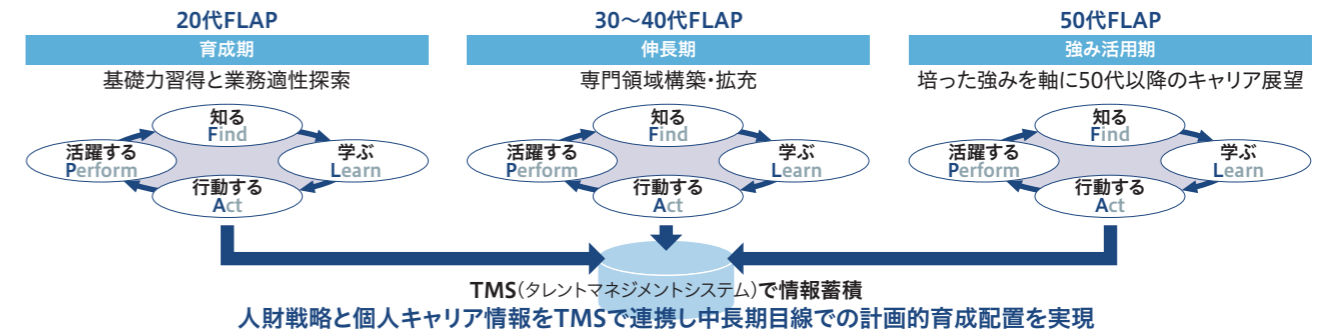 20代FLAP
育成期
基礎力習得と業務適性探索
知る
Find
活躍する
Perform
学ぶ
Learn
行動する
Act
30〜40代FLAP
伸長期
専門領域構築・拡充
知る
Find
活躍する
Perform
学ぶ
Learn
行動する
Act
50代FLAP
強み活用期
培った強みを軸に50代以降のキャリア展望
知る
Find
活躍する
Perform
学ぶ
Learn
行動する
Act
TMS(タレントマネジメントシステム)で情報蓄積
人財戦略と個人キャリア情報をTMSで連携し中長期目線での計画的育成配置を実現